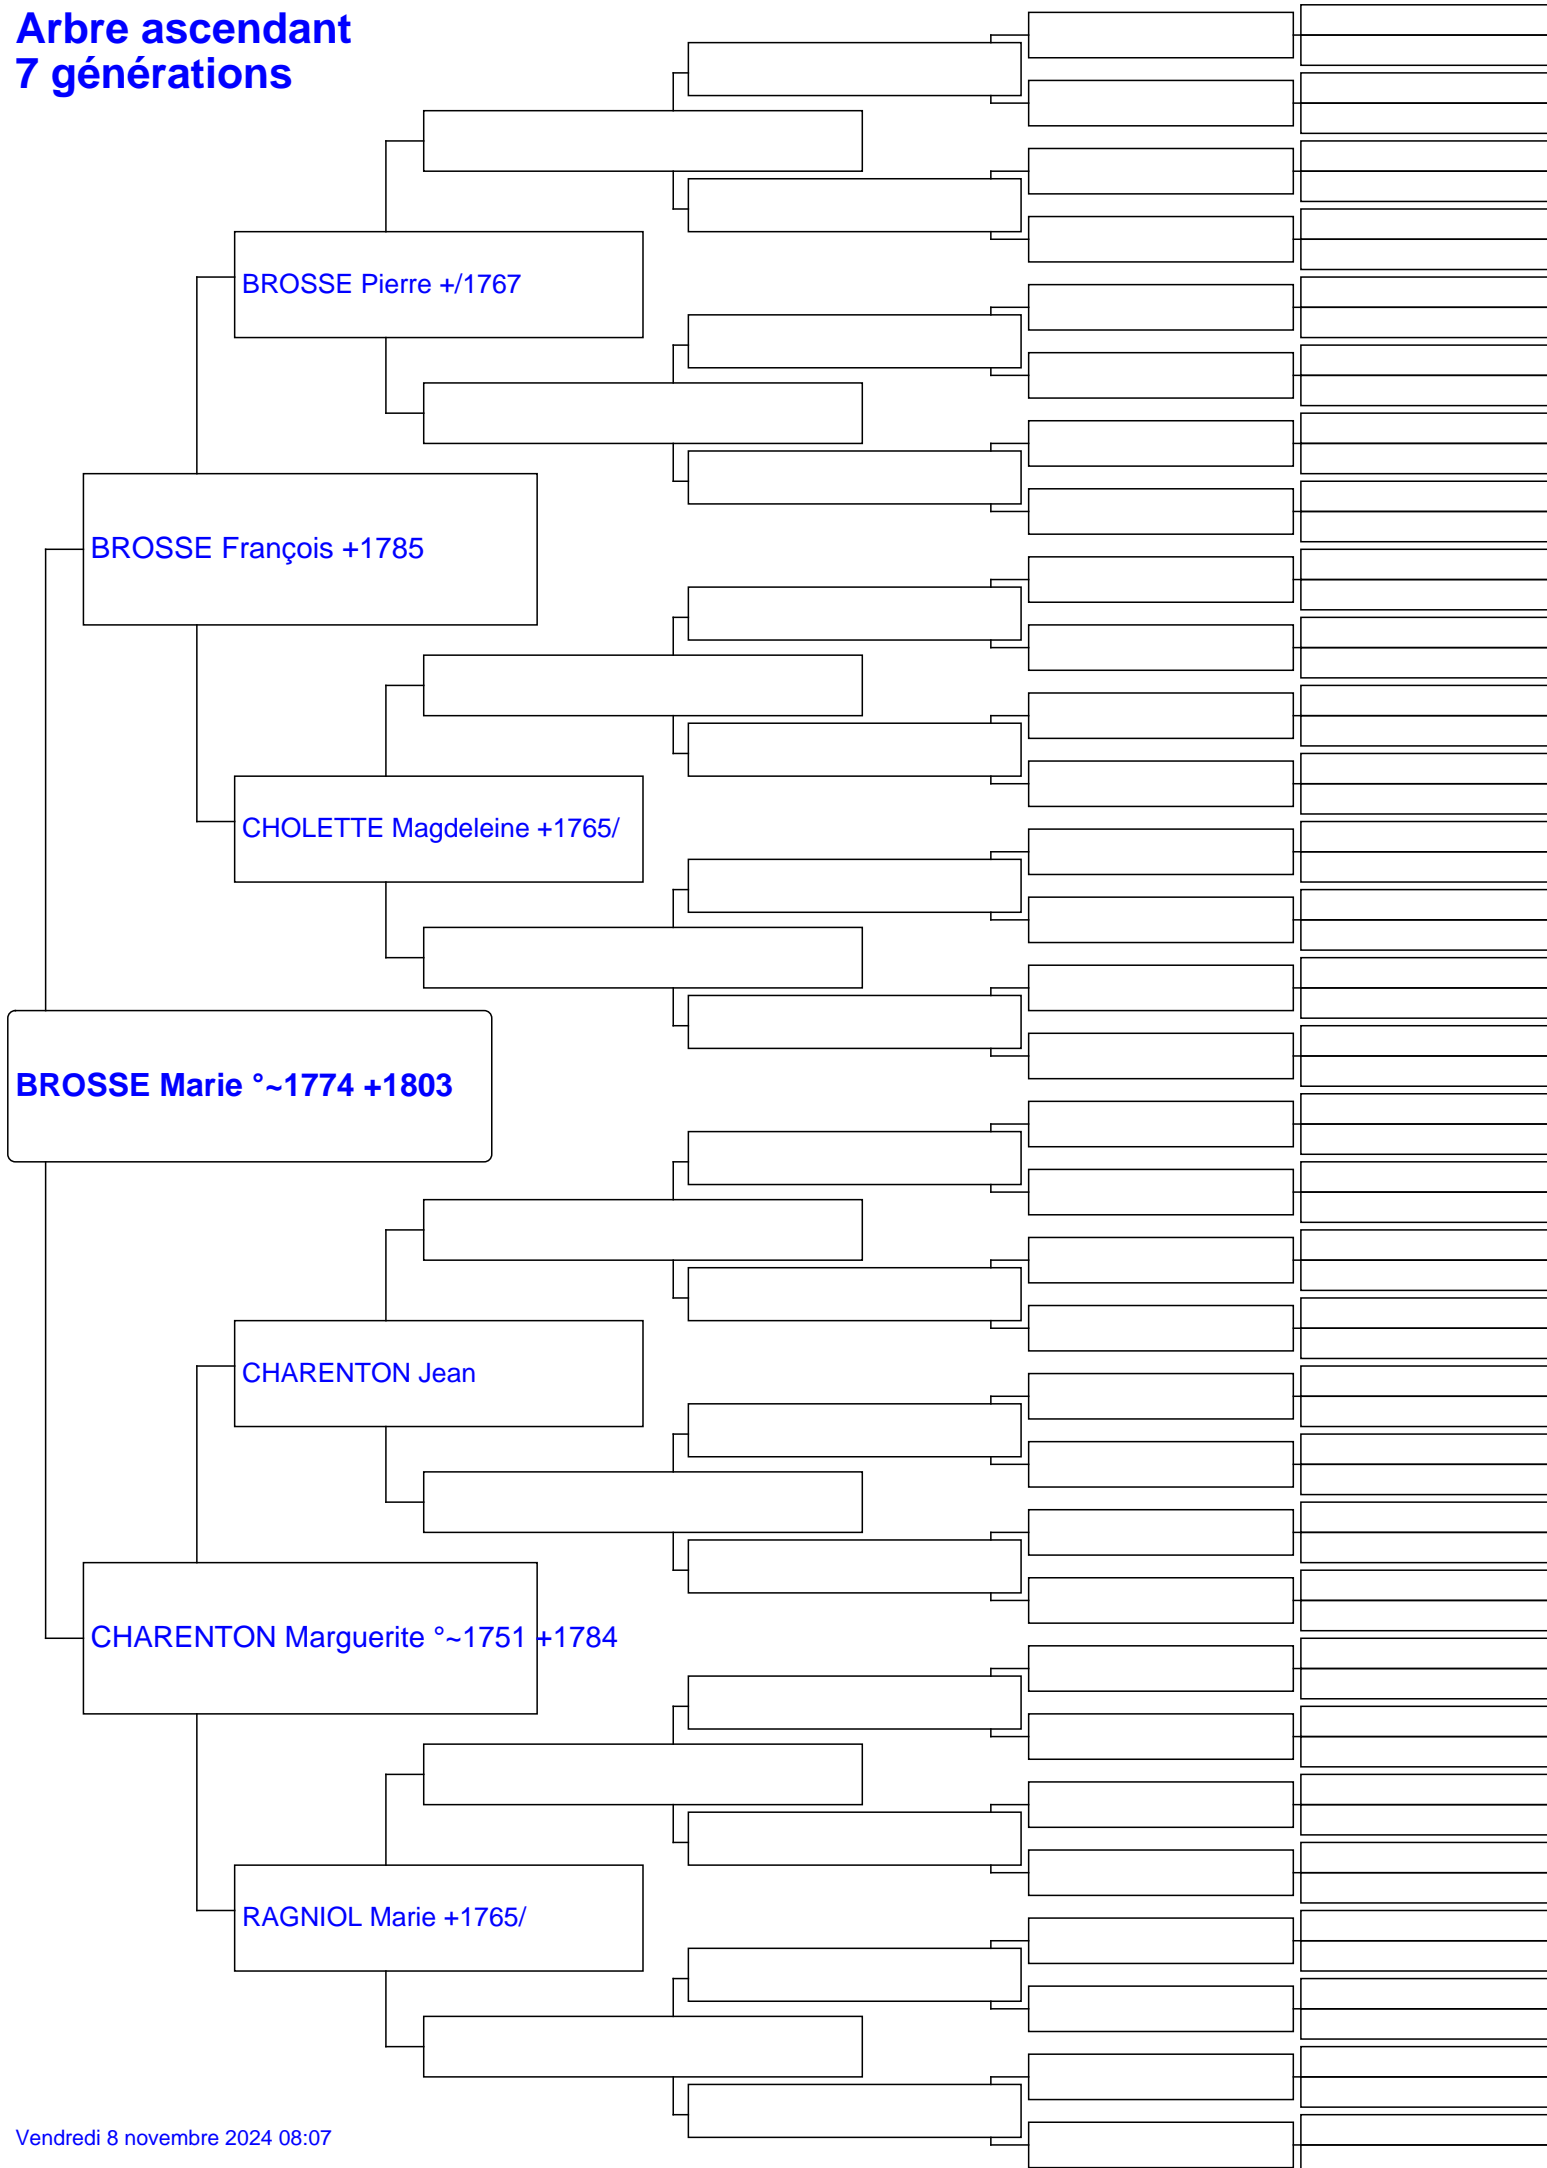 Arbre ascendant
7 générations
BROSSE Pierre +/1767
BROSSE François +1785
CHOLETTE Magdeleine +1765/
BROSSE Marie °~1774 +1803
CHARENTON Jean
CHARENTON Marguerite °~1751 +1784
RAGNIOL Marie +1765/
Vendredi 8 novembre 2024 08:07